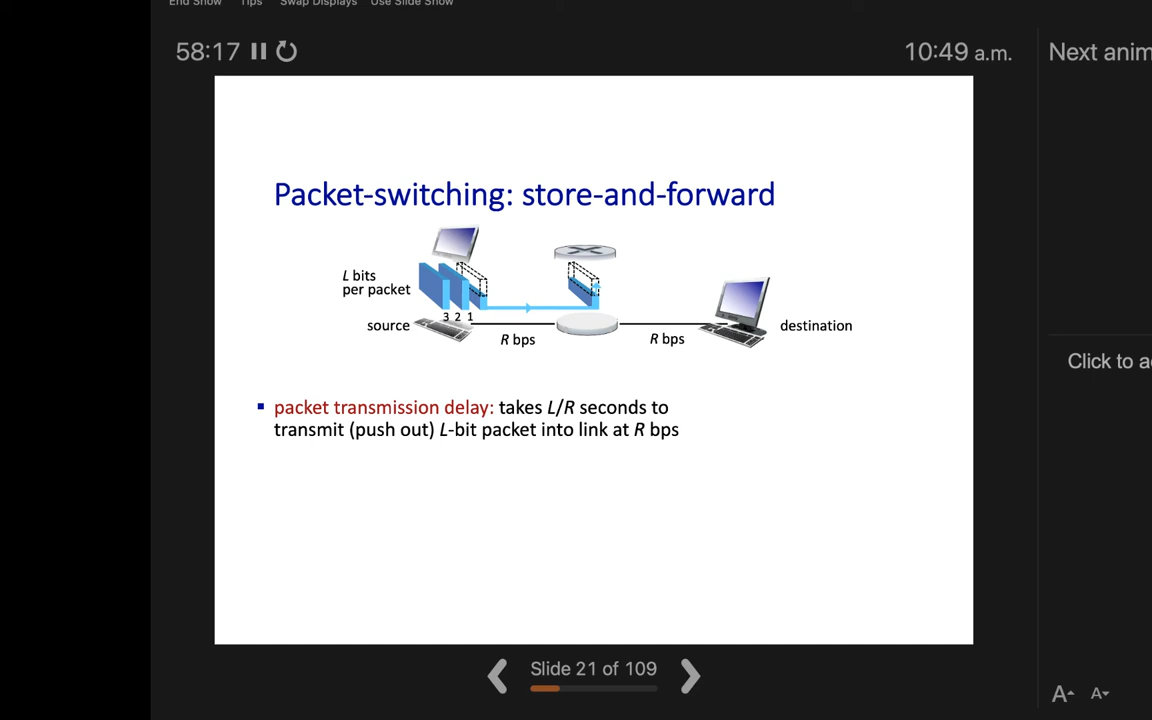 End Show Tips Swap Displays Use Slide Show
58:17
10:49 a.m.
Next anim
Packet-switching: store-and-forward
L bits
per packet
3 2 1
source
R bps
R bps
destination
packet transmission delay: takes L/R seconds to
transmit (push out) L-bit packet into link at R bps
Click to a
Slide 21 of 109
A A